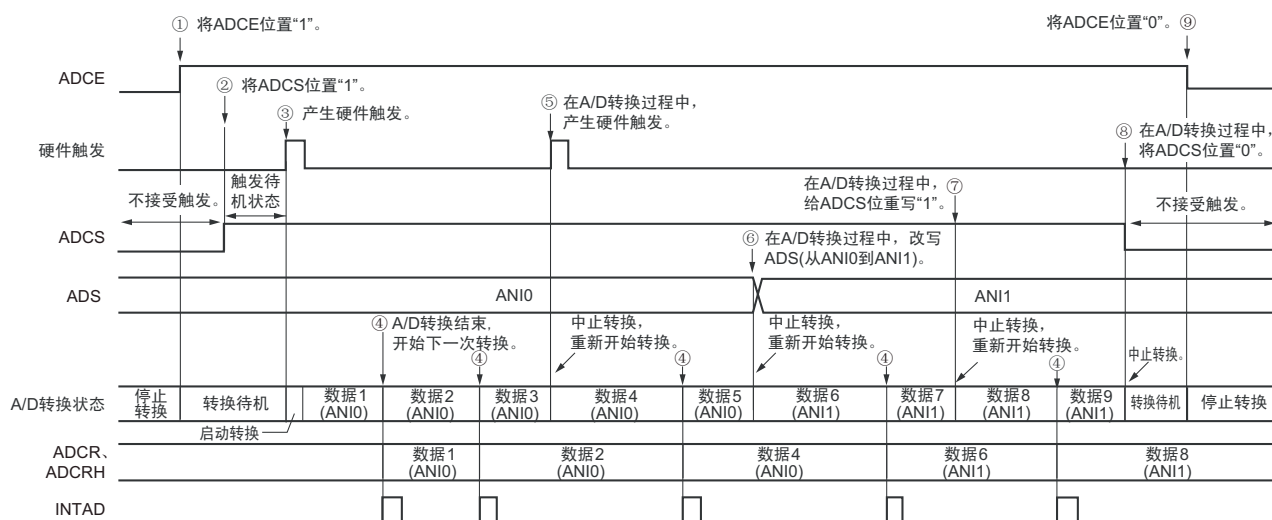 ① 将ADCE位置“1”。
将ADCE位置“0”。⑨
ADCE
② 将ADCS位置“1”。
③ 产生硬件触发。
⑤ 在A/D转换过程中，
产生硬件触发。
⑧ 在A/D转换过程中，
将ADCS位置“0”。
硬件触发
不接受触发。
触发待
机状态
在A/D转换过程中，⑦
给ADCS位重写“1”。
不接受触发。
ADCS
⑥ 在A/D转换过程中，改写
ADS(从ANI0到ANI1)。
ADS
ANI0
ANI1
④ A/D转换结束，
开始下一次转换。
④
中止转换，
重新开始转换。
④
中止转换，
重新开始转换。
④
中止转换，
重新开始转换。
④
中止转换。
A/D转换状态
停止
转换
转换待机
启动转换
数据1
(ANI0)
数据2
(ANI0)
数据3
(ANI0)
数据4
(ANI0)
数据5
(ANI0)
数据6
(ANI1)
数据7
(ANI1)
数据8
(ANI1)
数据9
(ANI1)
转换待机
停止转换
ADCR、
ADCRH
数据1
(ANI0)
数据2
(ANI0)
数据4
(ANI0)
数据6
(ANI1)
数据8
(ANI1)
INTAD